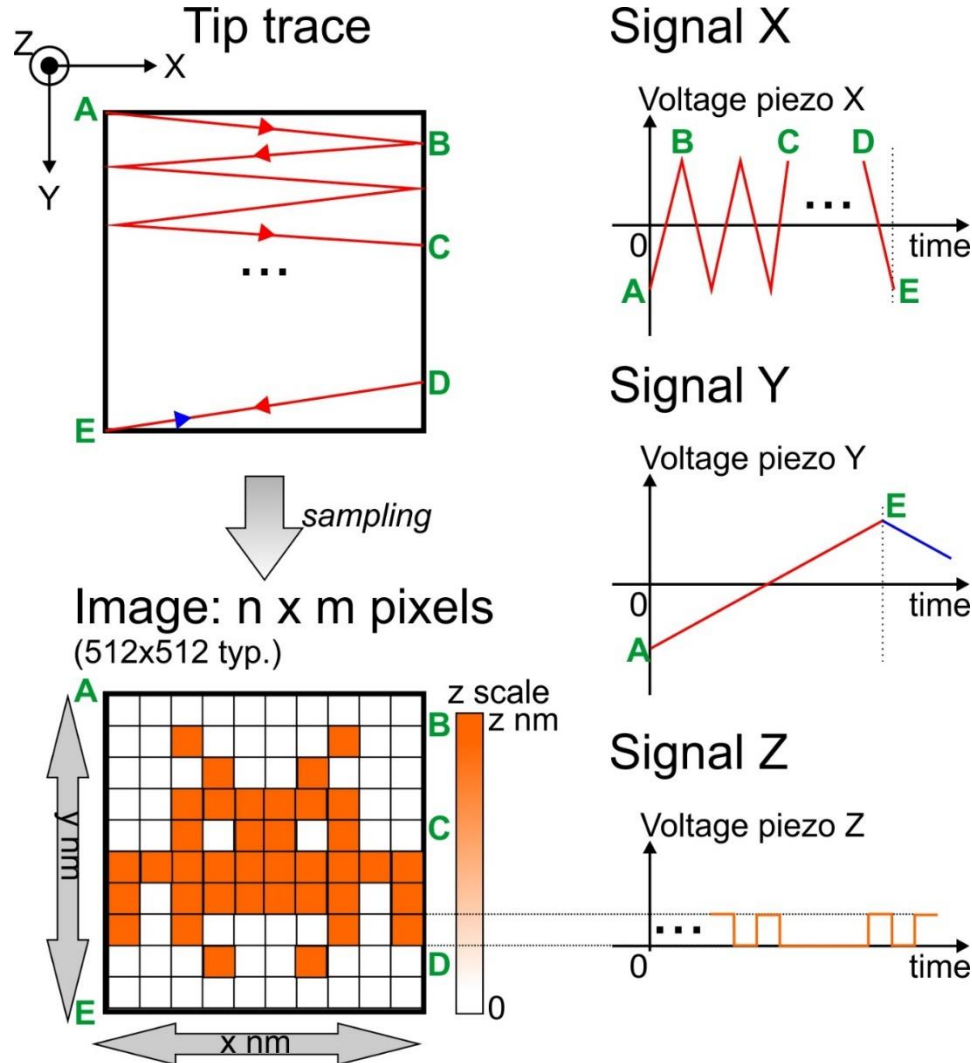 Tip trace
Z
X
Y
A
B
C
...
D
E
sampling
Image: n x m pixels
(512x512 typ.)
A
B
C
D
E
y nm
x nm
z scale
z nm
0
Signal X
Voltage piezo X
B
C
D
...
0
time
A
E
Signal Y
Voltage piezo Y
E
0
time
A
Signal Z
Voltage piezo Z
...
0
time